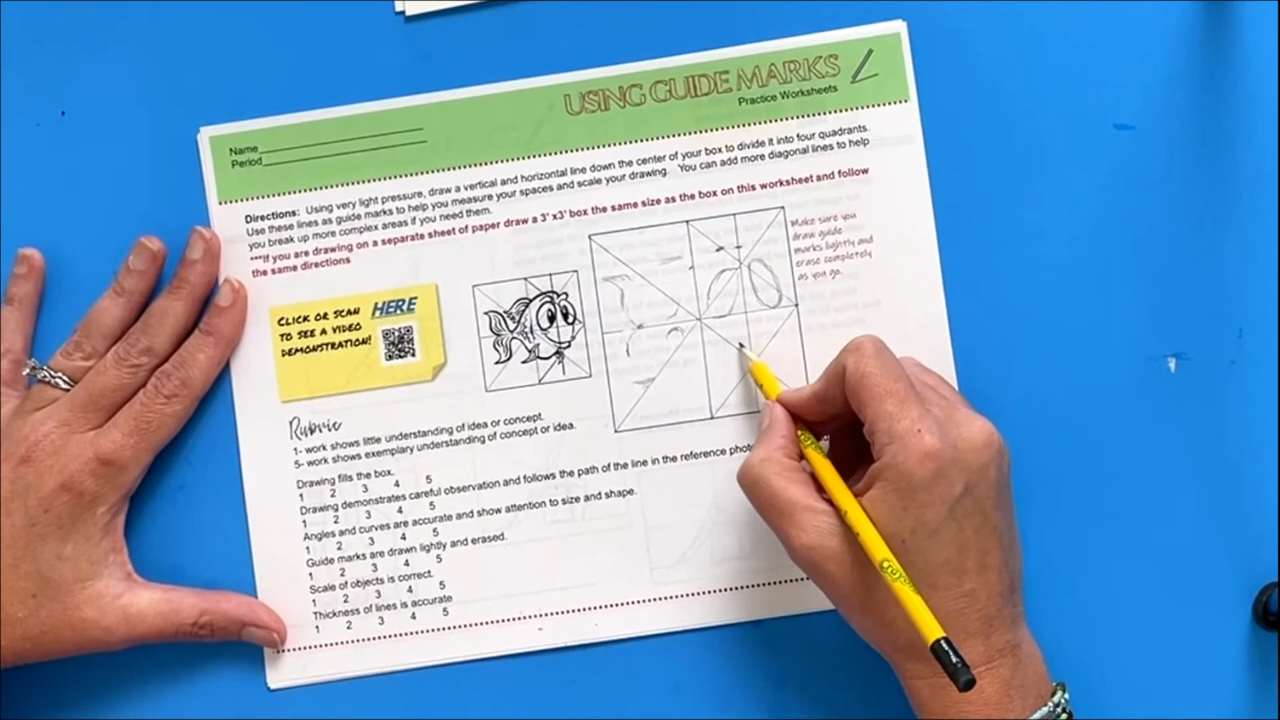 USING GUIDE MARKS
Practice Worksheets
Name
Period
Directions: Using very light pressure, draw a vertical and horizontal line down the center of your box to divide it into four quadrants.
Use these lines as guide marks to help you measure your spaces and scale your drawing. You can add more diagonal lines to help
you break up more complex areas if you need them.
***If you are drawing on a separate sheet of paper draw a 3' x3' box the same size as the box on this worksheet and follow
the same directions
Make sure you
draw guide
marks lightly and
erase completely
as you go.
CLICK OR SCAN HERE
TO SEE A VIDEO
DEMONSTRATION!
Rubric
1- work shows little understanding of idea or concept.
5- work shows exemplary understanding of concept or idea.
Drawing fills the box.
1 2 3 4 5
Drawing demonstrates careful observation and follows the path of the line in the reference
1 2 3 4 5
Angles and curves are accurate and show attention to size and shape.
1 2 3 4 5
Guide marks are drawn lightly and erased.
1 2 3 4 5
Scale of objects is correct.
1 2 3 4 5
Thickness of lines is accurate
1 2 3 4 5